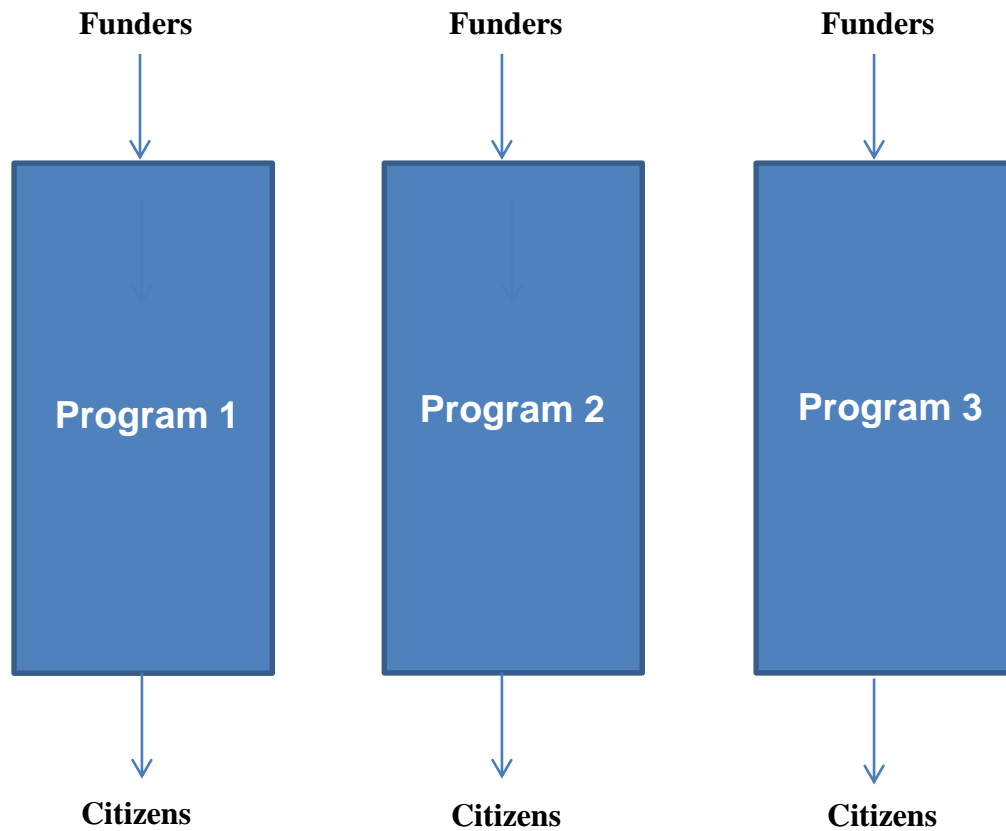 Funders
Funders
Funders
Program 1
Program 2
Program 3
Citizens
Citizens
Citizens